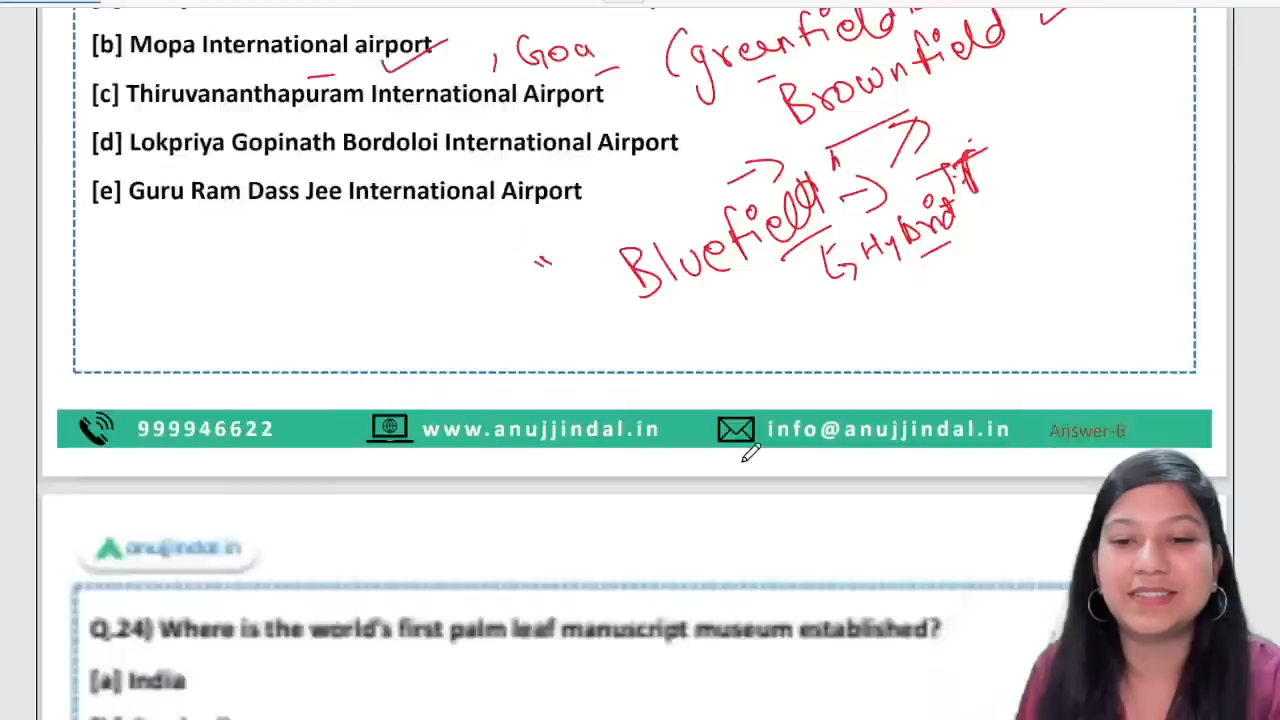 [b] Mopa International airport , Goa (greenfield
Brownfield
[c] Thiruvananthapuram International Airport
[d] Lokpriya Gopinath Bordoloi International Airport
[e] Guru Ram Dass Jee International Airport
Bluefield
Hybrid
999946622 www.anujjindal.in info@anujjindal.in Answer-B
anujjindal.in
Q.24) Where is the world's first palm leaf manuscript museum established?
[a] India